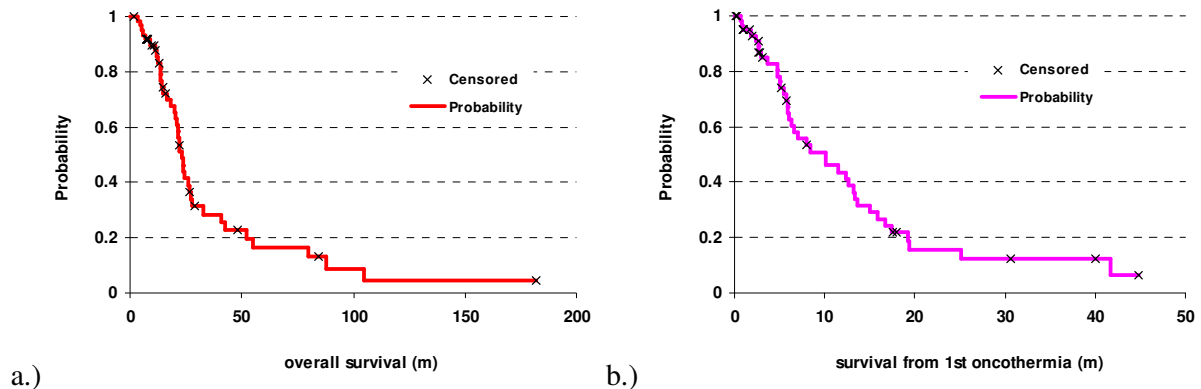 1
0.8
0.6
0.4
0.2
0
Probability
Censored
Probability
0 50 100 150 200
overall survival (m)
a.)
1
0.8
0.6
0.4
0.2
0
Probability
Censored
Probability
0 10 20 30 40 50
survival from 1st oncothermia (m)
b.)